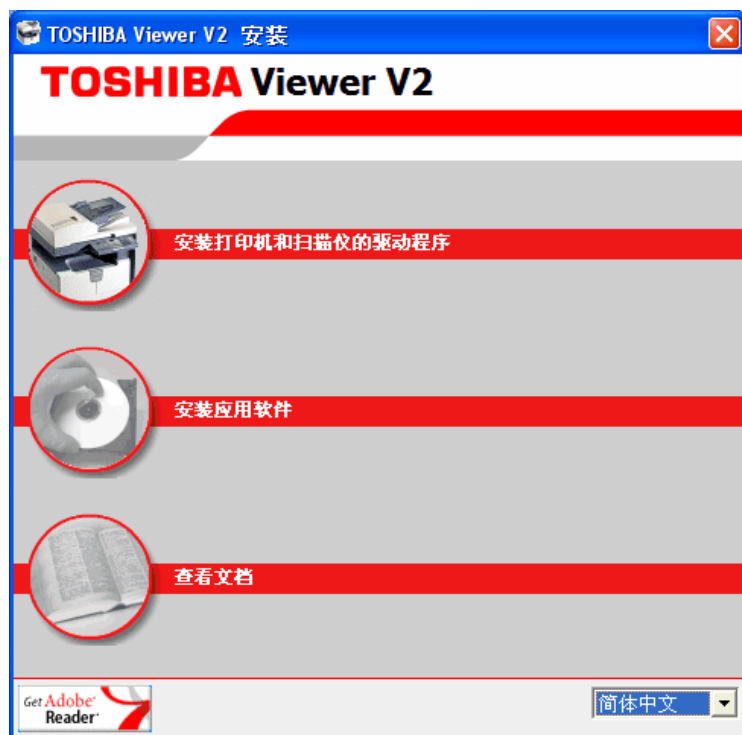 TOSHIBA Viewer V2 安装
TOSHIBA Viewer V2
安装打印机和扫描仪的驱动程序
安装应用软件
查看文档
Get Adobe®
Reader®
简体中文